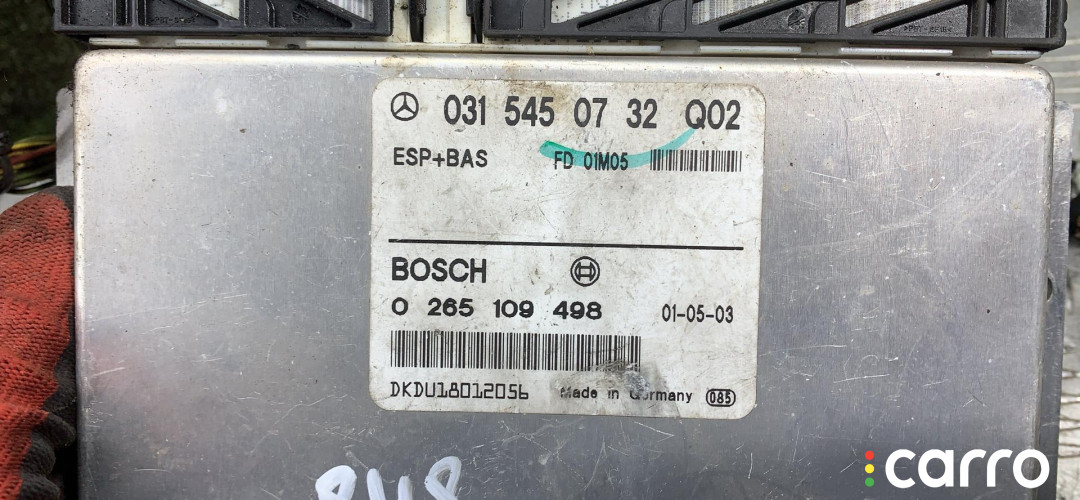 031 545 07 32 Q02
ESP+BAS FD 01M05
BOSCH
0 265 109 498 01-05-03
DKDU18012056 Made in Germany 085
carro